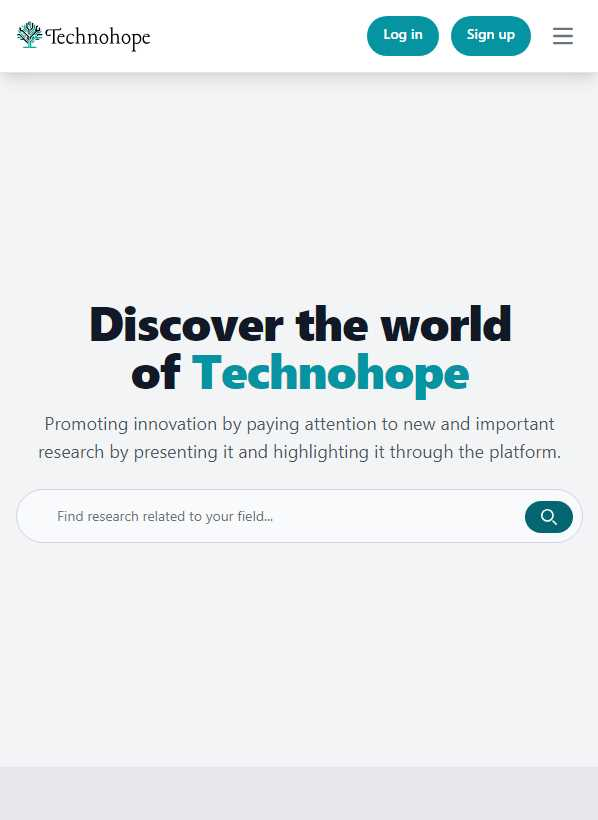 Technohope
Log in
Sign up
Discover the world
of Technohope
Promoting innovation by paying attention to new and important
research by presenting it and highlighting it through the platform.
Find research related to your field...